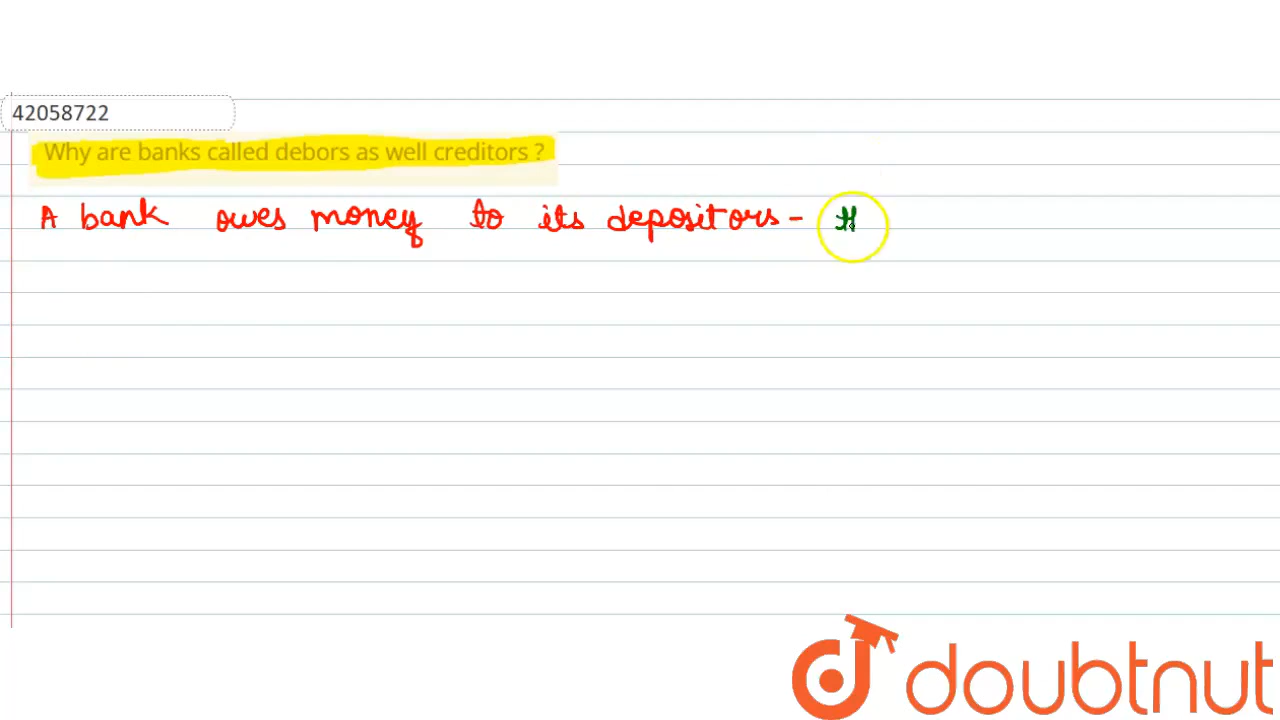 42058722
Why are banks called debors as well creditors ?
A bank owes money to its depositors -
doubtnut